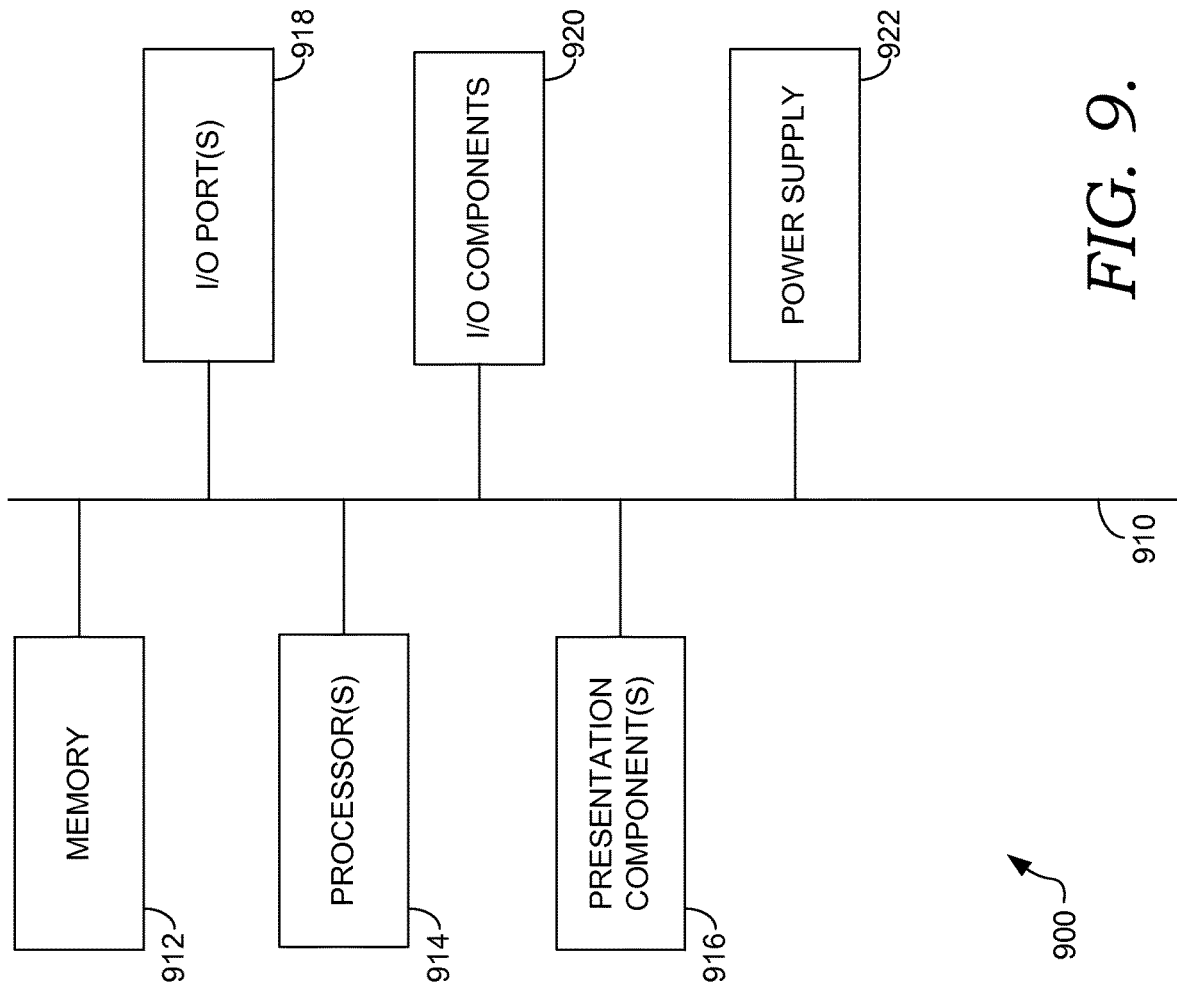 MEMORY
912
PROCESSOR(S)
914
PRESENTATION
COMPONENT(S)
916
I/O PORT(S)
918
I/O COMPONENTS
920
POWER SUPPLY
922
910
900
FIG. 9.